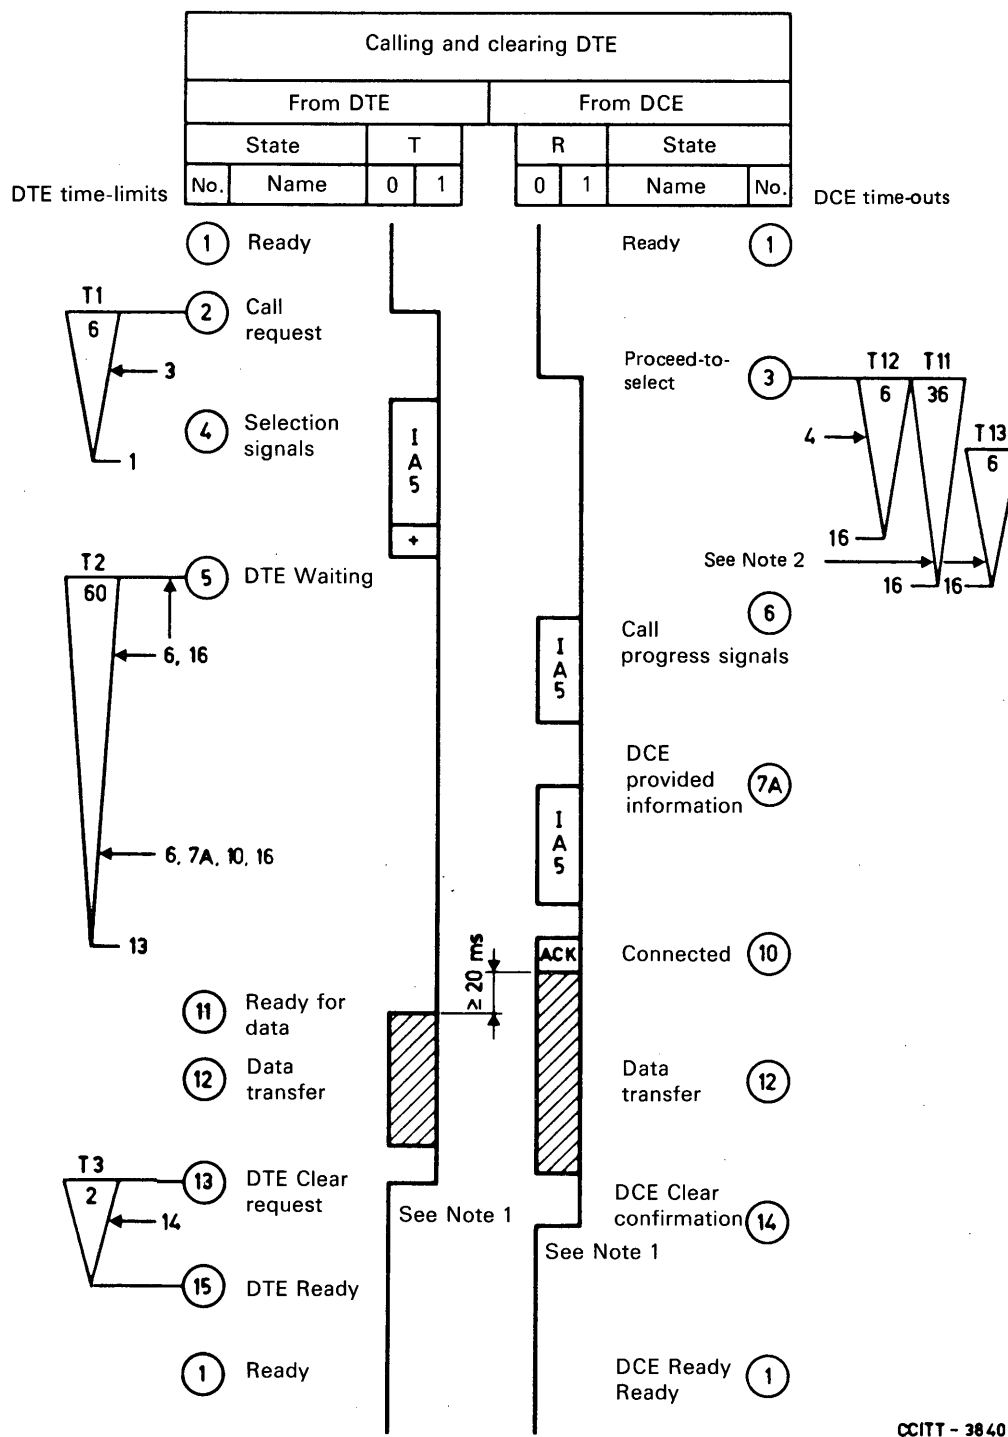 Calling and clearing DTE
From DTE From DCE
State T R State
DTE time-limits No. Name 0 1 0 1 Name No. DCE time-outs
1 Ready Ready 1
T1
6
2 Call
request
3
1
Proceed-to-
select 3
T12 T11
6 36
4
T13
6
16
See Note 2
16 16
4 Selection
signals
I
A
5
+
T2
60
5 DTE Waiting
6, 16
6, 7A, 10, 16
13
6
Call
progress signals
I
A
5
DCE
provided
information 7A
I
A
5
≥ 20 ms
ACK Connected 10
11 Ready for
data
12 Data
transfer
Data
transfer 12
T3
2
13 DTE Clear
request
14
See Note 1
DCE Clear
confirmation 14
See Note 1
15 DTE Ready
1 Ready
DCE Ready
Ready 1
CCITT - 3840